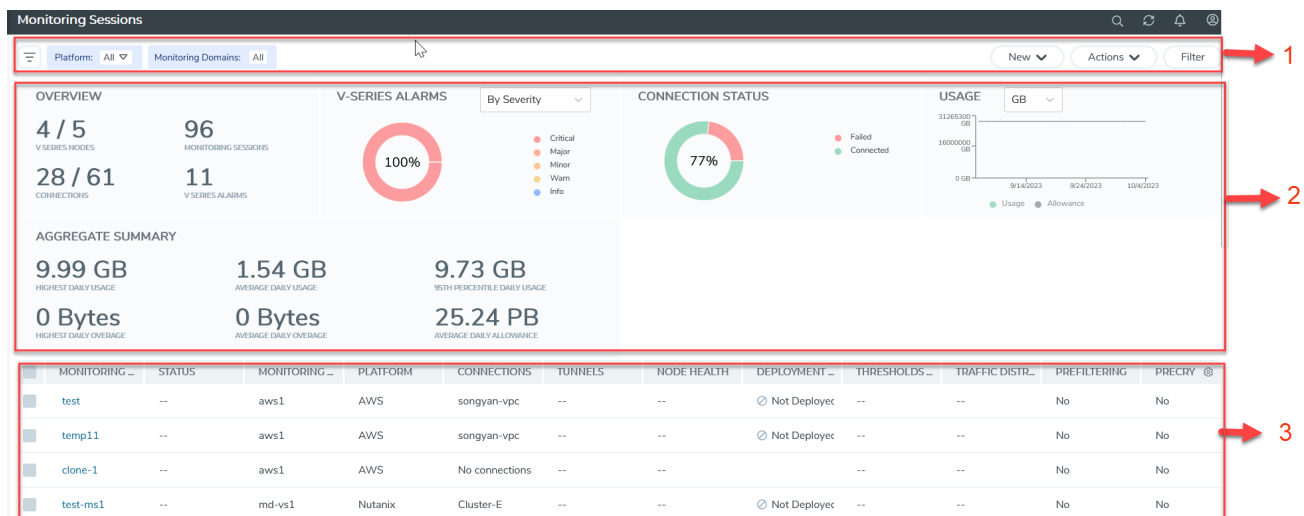 Monitoring Sessions
Platform: All Monitoring Domains: All New Actions Filter
1
OVERVIEW V-SERIES ALARMS By Severity CONNECTION STATUS USAGE GB
4 / 5 96
V SERIES NODES MONITORING SESSIONS
28 / 61 11
CONNECTIONS V SERIES ALARMS
100%
Critical
Major
Minor
Warn
Info
77%
Failed
Connected
31265300 GB
16000000 GB
0 GB
9/14/2023 9/24/2023 10/4/2023
Usage Allowance
2
AGGREGATE SUMMARY
9.99 GB 1.54 GB 9.73 GB
HIGHEST DAILY USAGE AVERAGE DAILY USAGE 95TH PERCENTILE DAILY USAGE
0 Bytes 0 Bytes 25.24 PB
HIGHEST DAILY OVERAGE AVERAGE DAILY OVERAGE AVERAGE DAILY ALLOWANCE
MONITORING ... STATUS MONITORING ... PLATFORM CONNECTIONS TUNNELS NODE HEALTH DEPLOYMENT ... THRESHOLDS ... TRAFFIC DISTR... PREFILTERING PRECRY
test -- aws1 AWS songyan-vpc -- -- Not Deployec -- -- No No
temp11 -- aws1 AWS songyan-vpc -- -- Not Deployec -- -- No No
3
clone-1 -- aws1 AWS No connections -- -- -- -- No No
test-ms1 -- md-vs1 Nutanix Cluster-E -- -- Not Deployec -- -- No No